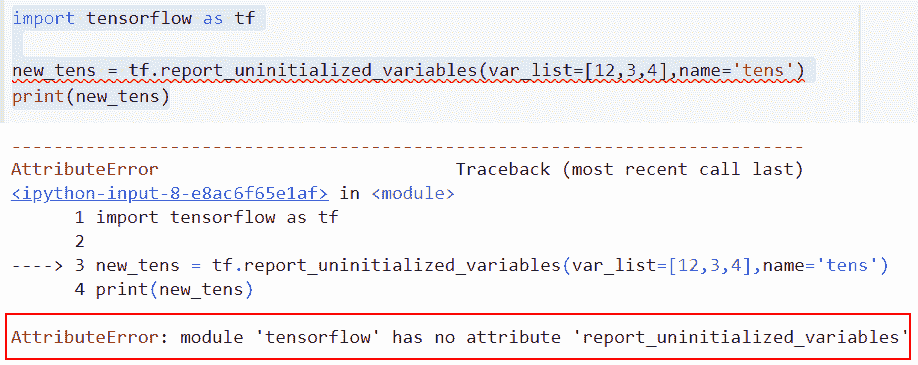 import tensorflow as tf
new_tens = tf.report_uninitialized_variables(var_list=[12,3,4],name='tens')
print(new_tens)
---------------------------------------------------------------------------
AttributeError                            Traceback (most recent call last)
<ipython-input-8-e8ac6f65e1af> in <module>
      1 import tensorflow as tf
      2
----> 3 new_tens = tf.report_uninitialized_variables(var_list=[12,3,4],name='tens')
      4 print(new_tens)
AttributeError: module 'tensorflow' has no attribute 'report_uninitialized_variables'